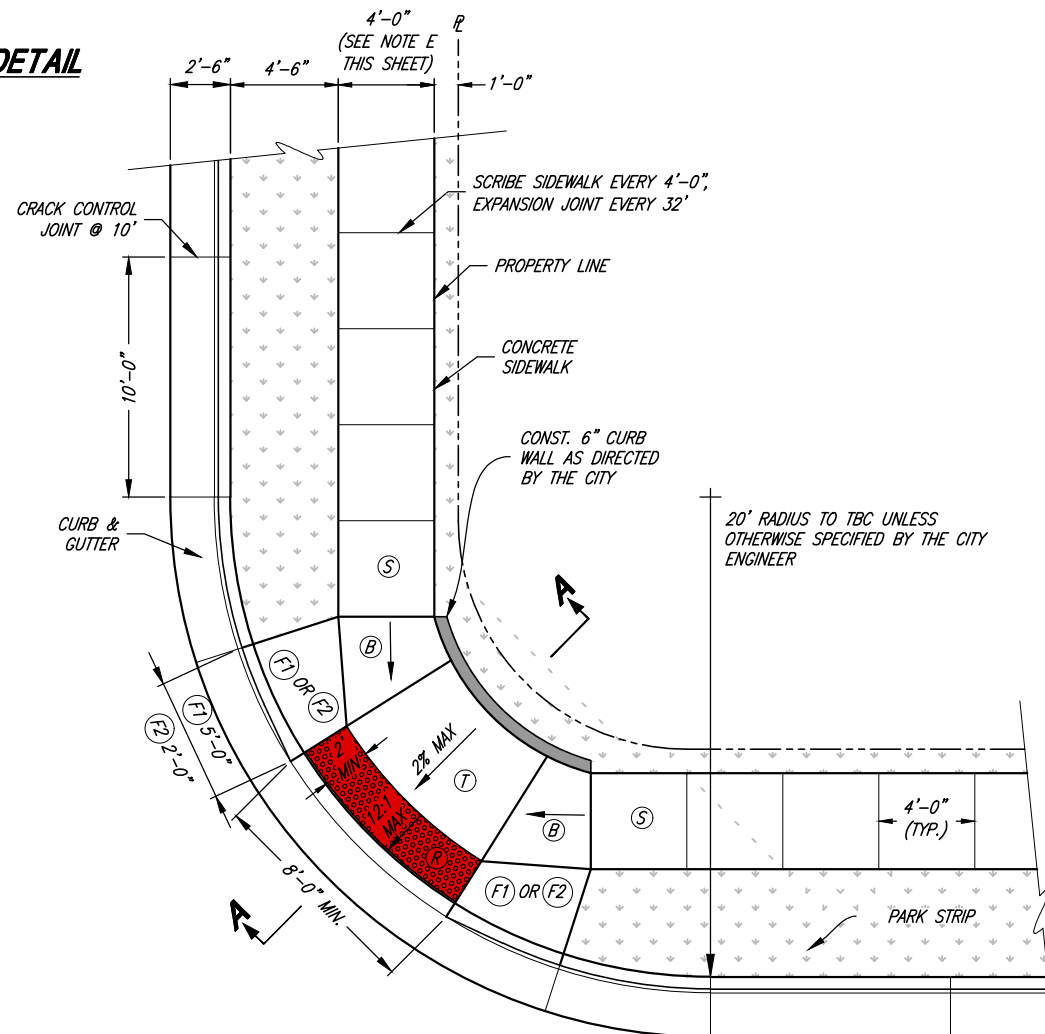 DETAIL
4'-0"
(SEE NOTE E
THIS SHEET)
PL
2'-6"
4'-6"
1'-0"
SCRIBE SIDEWALK EVERY 4'-0",
EXPANSION JOINT EVERY 32'
CRACK CONTROL
JOINT @ 10'
PROPERTY LINE
CONCRETE
SIDEWALK
10'-0"
CONST. 6" CURB
WALL AS DIRECTED
BY THE CITY
CURB &
GUTTER
20' RADIUS TO TBC UNLESS
OTHERWISE SPECIFIED BY THE CITY
ENGINEER
S
A
B
F1 OR F2
F1 5'-0"
F2 2'-0"
2% MAX
T
2'
MIN
12:1
MAX
R
B
S
4'-0"
(TYP.)
F1 OR F2
8'-0" MIN.
A
PARK STRIP